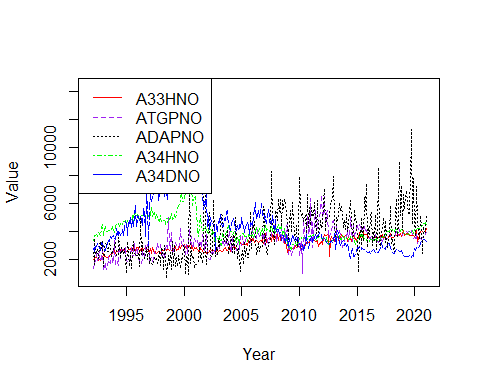 A33HNO
ATGPNO
ADAPNO
A34HNO
A34DNO
Value
2000
6000
10000
1995
2000
2005
2010
2015
2020
Year